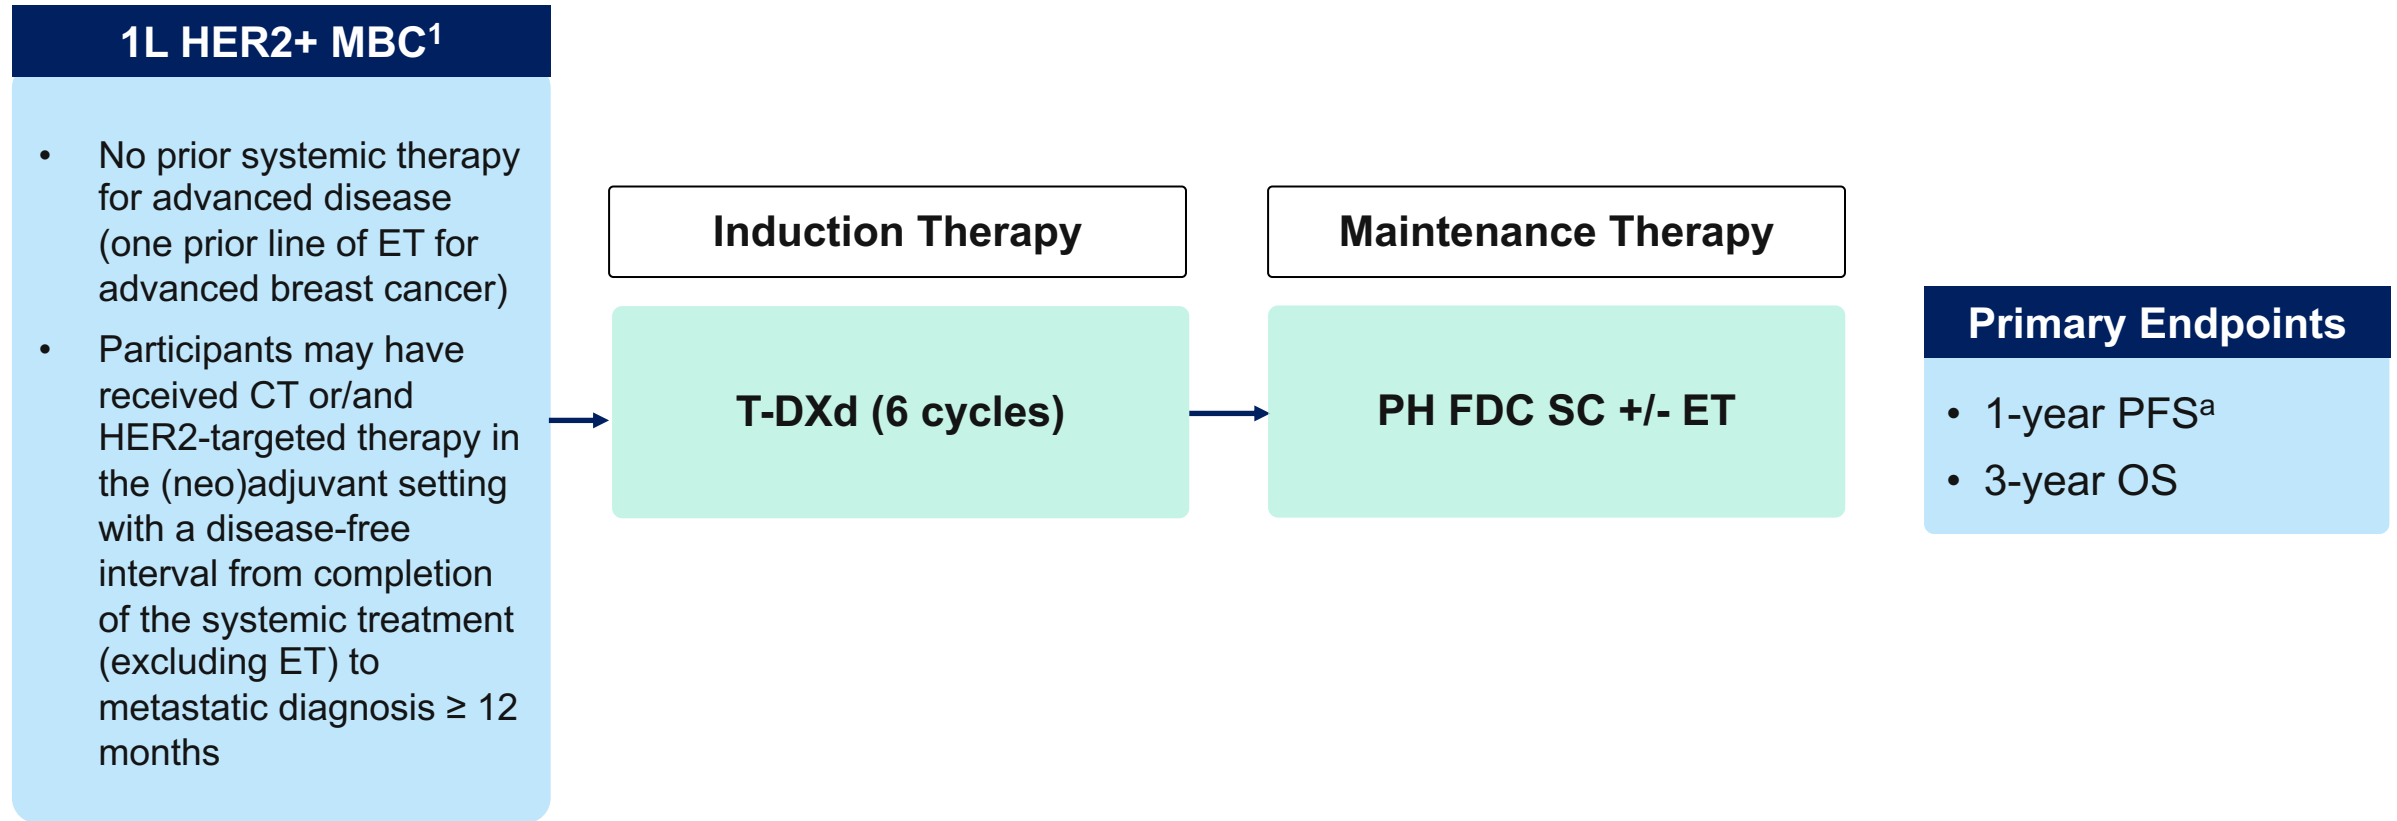 1L HER2+ MBC¹
• No prior systemic therapy
for advanced disease
(one prior line of ET for
advanced breast cancer)
• Participants may have
received CT or/and
HER2-targeted therapy in
the (neo)adjuvant setting
with a disease-free
interval from completion
of the systemic treatment
(excluding ET) to
metastatic diagnosis ≥ 12
months
Induction Therapy
T-DXd (6 cycles)
Maintenance Therapy
PH FDC SC +/- ET
Primary Endpoints
• 1-year PFSᵃ
• 3-year OS